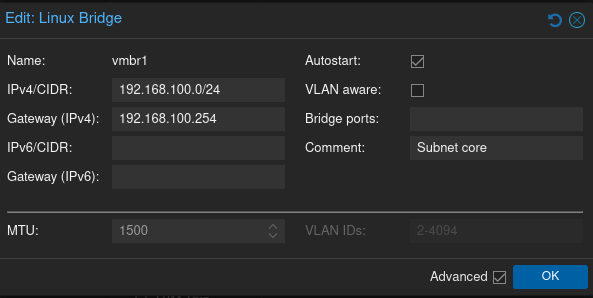 Edit: Linux Bridge
Name: vmbr1 Autostart:
IPv4/CIDR: 192.168.100.0/24 VLAN aware:
Gateway (IPv4): 192.168.100.254 Bridge ports:
IPv6/CIDR: Comment: Subnet core
Gateway (IPv6):
MTU: 1500 VLAN IDs: 2-4094
Advanced OK